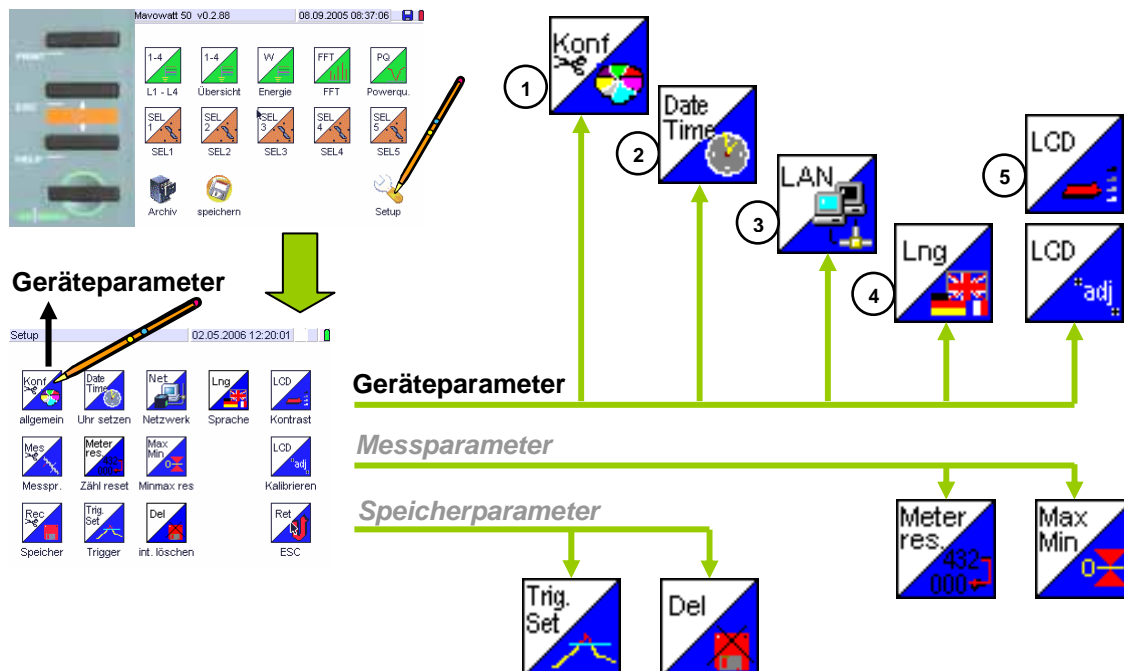 Mavowatt 50 v0.2.88 08.09.2005 08:37:06
1-4 1-4 W FFT PQ
L1 - L4 Übersicht Energie FFT Powerqu.
SEL 1 SEL 2 SEL 3 SEL 4 SEL 5
SEL1 SEL2 SEL3 SEL4 SEL5
Archiv speichern Setup
Geräteparameter
Setup 02.05.2006 12:20:01
Konf Date Time Net Lng LCD
allgemein Uhr setzen Netzwerk Sprache Kontrast
Mes Meter res. 432 000 Max Min 0 LCD "adj
Messpr. Zähl reset Minmax res Kalibrieren
Rec Trig. Set Del Ret
Speicher Trigger int. löschen ESC
1
Konf
2
Date
Time
3
LAN
4
Lng
5
LCD
LCD
"adj
Geräteparameter
Messparameter
Speicherparameter
Meter
res.
432
000
Max
Min
0
Trig.
Set
Del